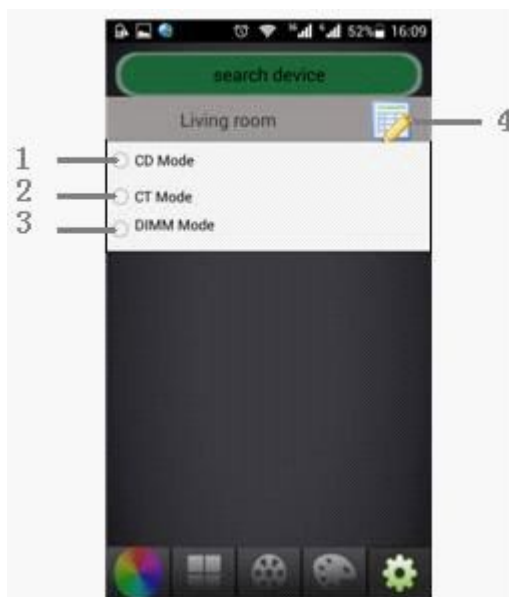 52% 16:09
search device
Living room
4
1
CD Mode
2
CT Mode
3
DIMM Mode